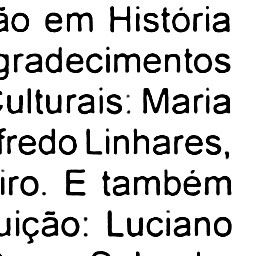 ão em História
gradecimentos
Culturais: Maria
fredo Linhares,
iro. E também
uição: Luciano